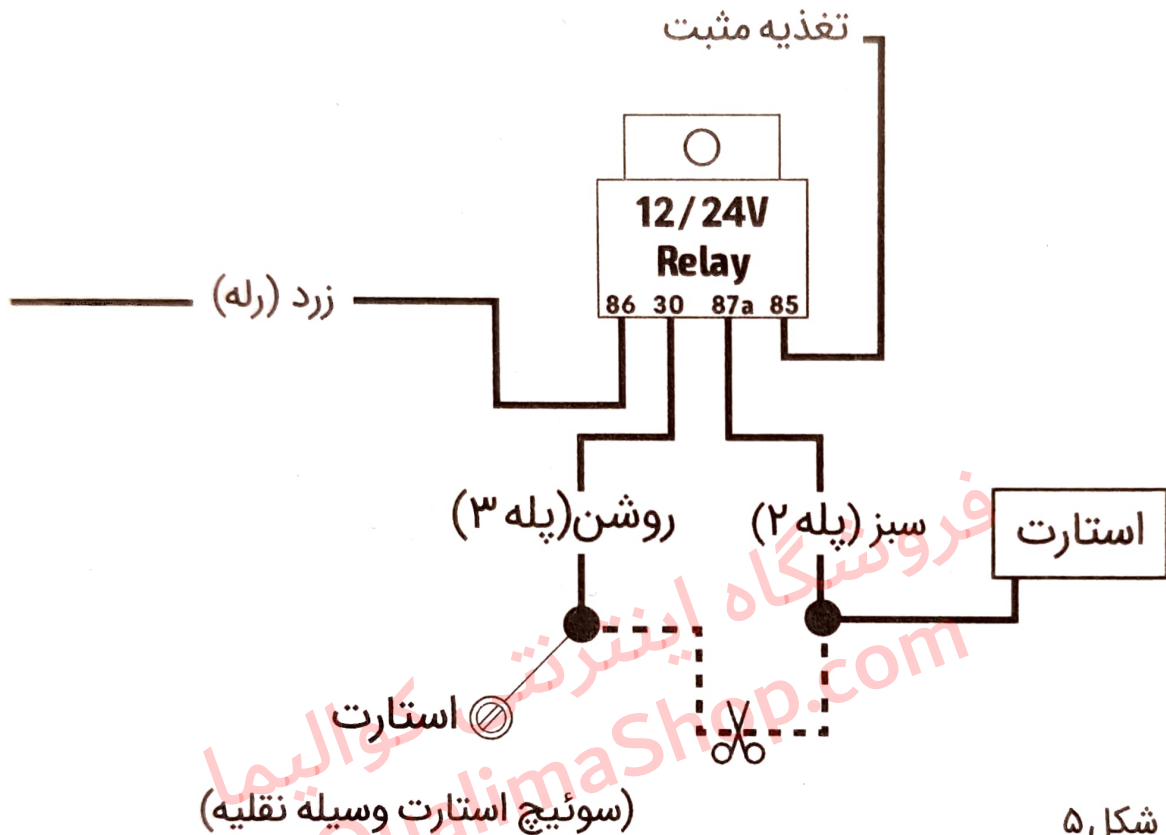 تغذیه مثبت
12/24V
Relay
86 30 87a 85
زرد (رله)
روشن(پله ۳)
سبز (پله ۲)
استارت
استارت
(سوئیچ استارت وسیله نقلیه)
شکل ۵
فروشگاه اینترنتی کوالیما
QualimaShop.com